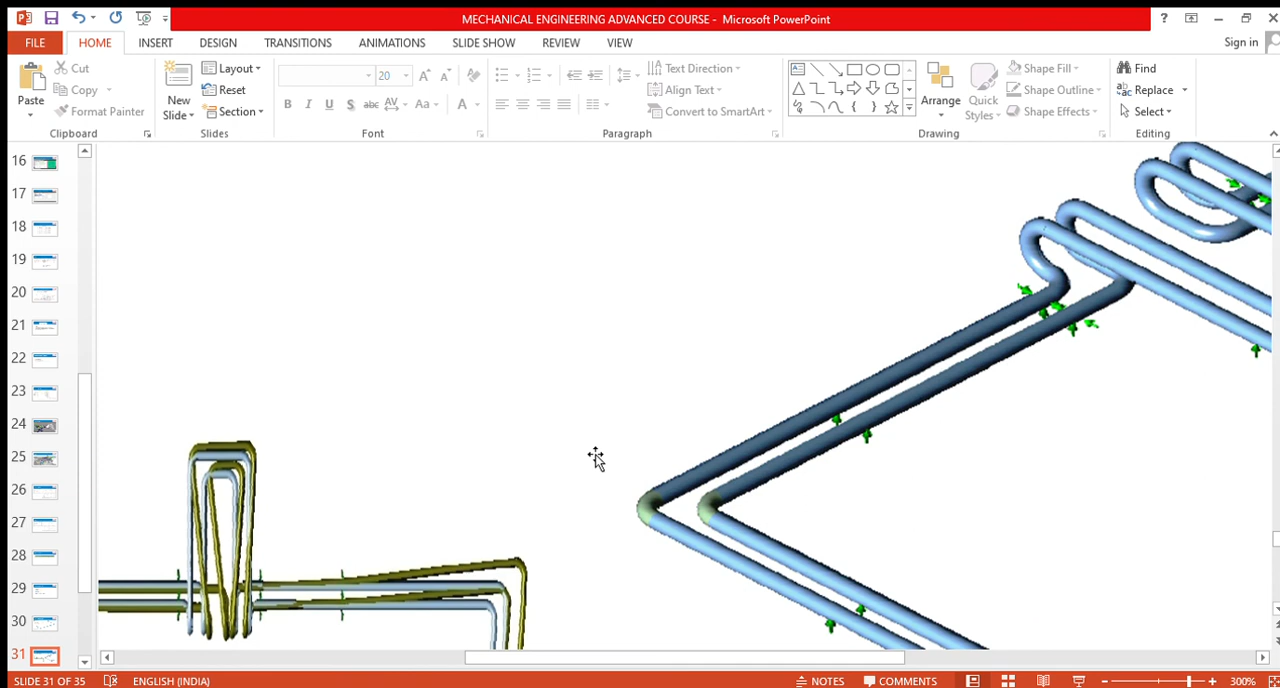 MECHANICAL ENGINEERING ADVANCED COURSE - Microsoft PowerPoint
FILE HOME INSERT DESIGN TRANSITIONS ANIMATIONS SLIDE SHOW REVIEW VIEW Sign in
Paste
Cut
Copy
Format Painter
Clipboard
New Slide
Layout
Reset
Section
Slides
20
B I U S abc AV Aa A
Font
Text Direction
Align Text
Convert to SmartArt
Paragraph
Arrange
Quick Styles
Shape Fill
Shape Outline
Shape Effects
Drawing
Find
Replace
Select
Editing
16
17
18
19
20
21
22
23
24
25
26
27
28
29
30
31
SLIDE 31 OF 35 ENGLISH (INDIA) NOTES COMMENTS 300%